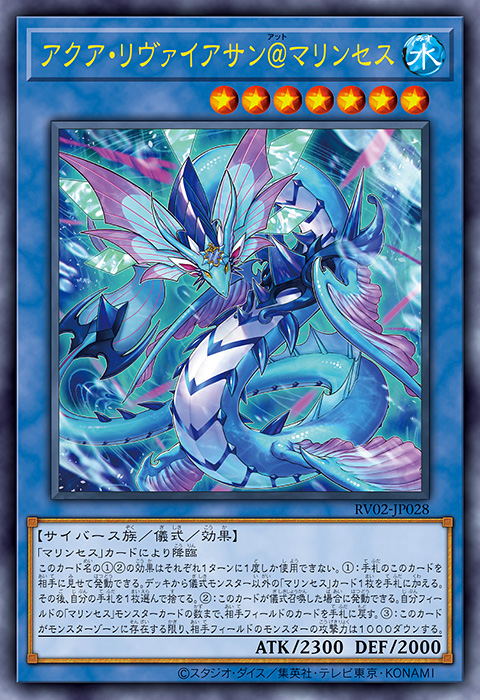 アクア・リヴァイアサン@マリンセス
アット
水
みず
RV02-JP028
【サイバース族/儀式/効果】
「マリンセス」カードにより降臨
このカード名の①②の効果はそれぞれ1ターンに1度しか使用できない。①：手札のこのカードを
相手に見せて発動できる。デッキから儀式モンスター以外の「マリンセス」カード1枚を手札に加える。
その後、自分の手札を1枚選んで捨てる。②：このカードが儀式召喚した場合に発動できる。自分フィー
ルドの「マリンセス」モンスターカードの数まで、相手フィールドのカードを手札に戻す。③：このカード
がモンスターゾーンに存在する限り、相手フィールドのモンスターの攻撃力は1000ダウンする。
ATK/2300 DEF/2000
©スタジオ・ダイス/集英社・テレビ東京・KONAMI